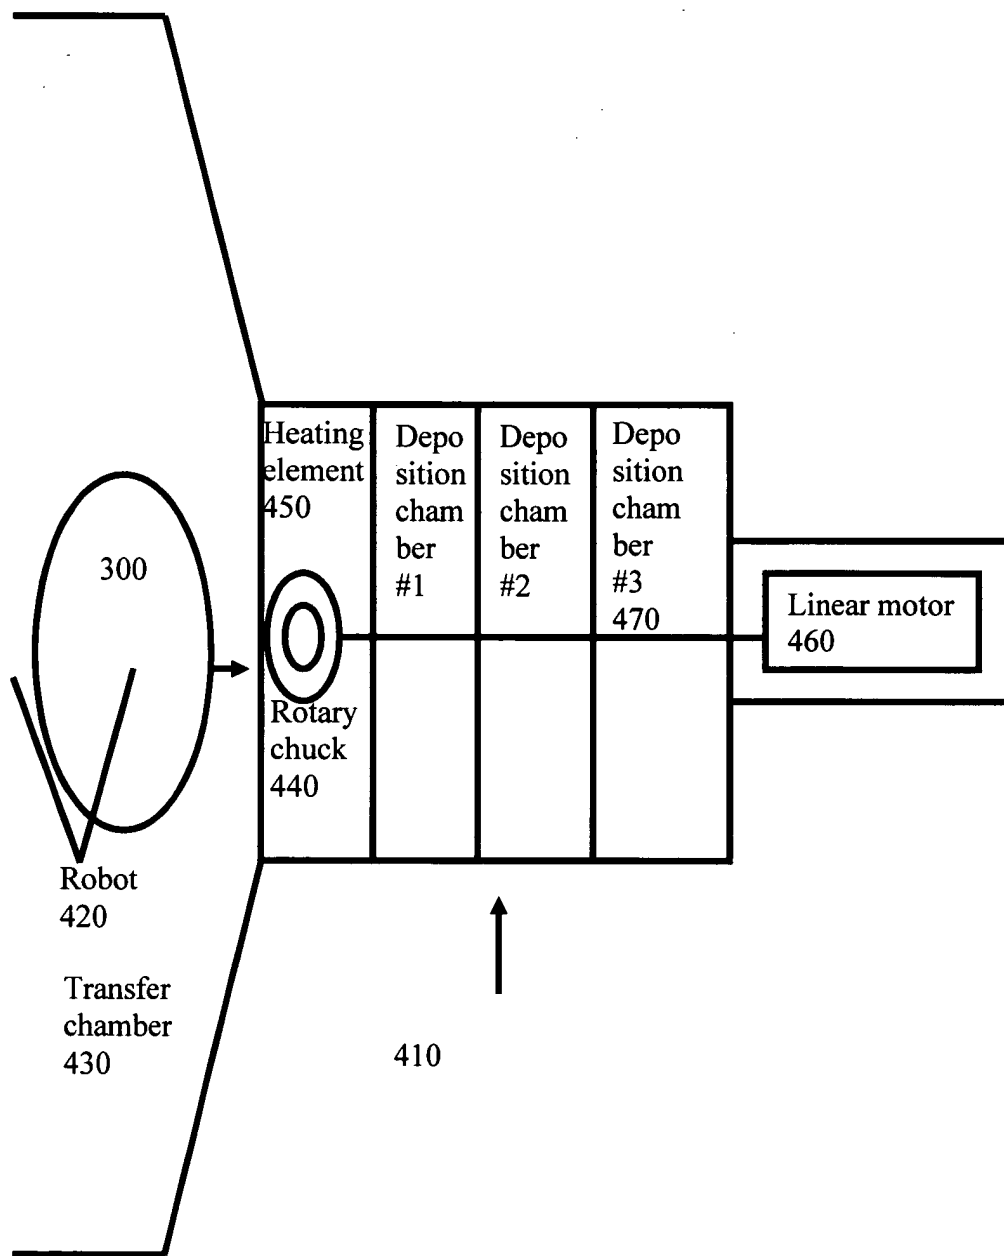 Heating
element
450
Depo
sition
cham
ber
#1
Depo
sition
cham
ber
#2
Depo
sition
cham
ber
#3
470
300
Linear motor
460
Rotary
chuck
440
Robot
420
Transfer
chamber
430
410